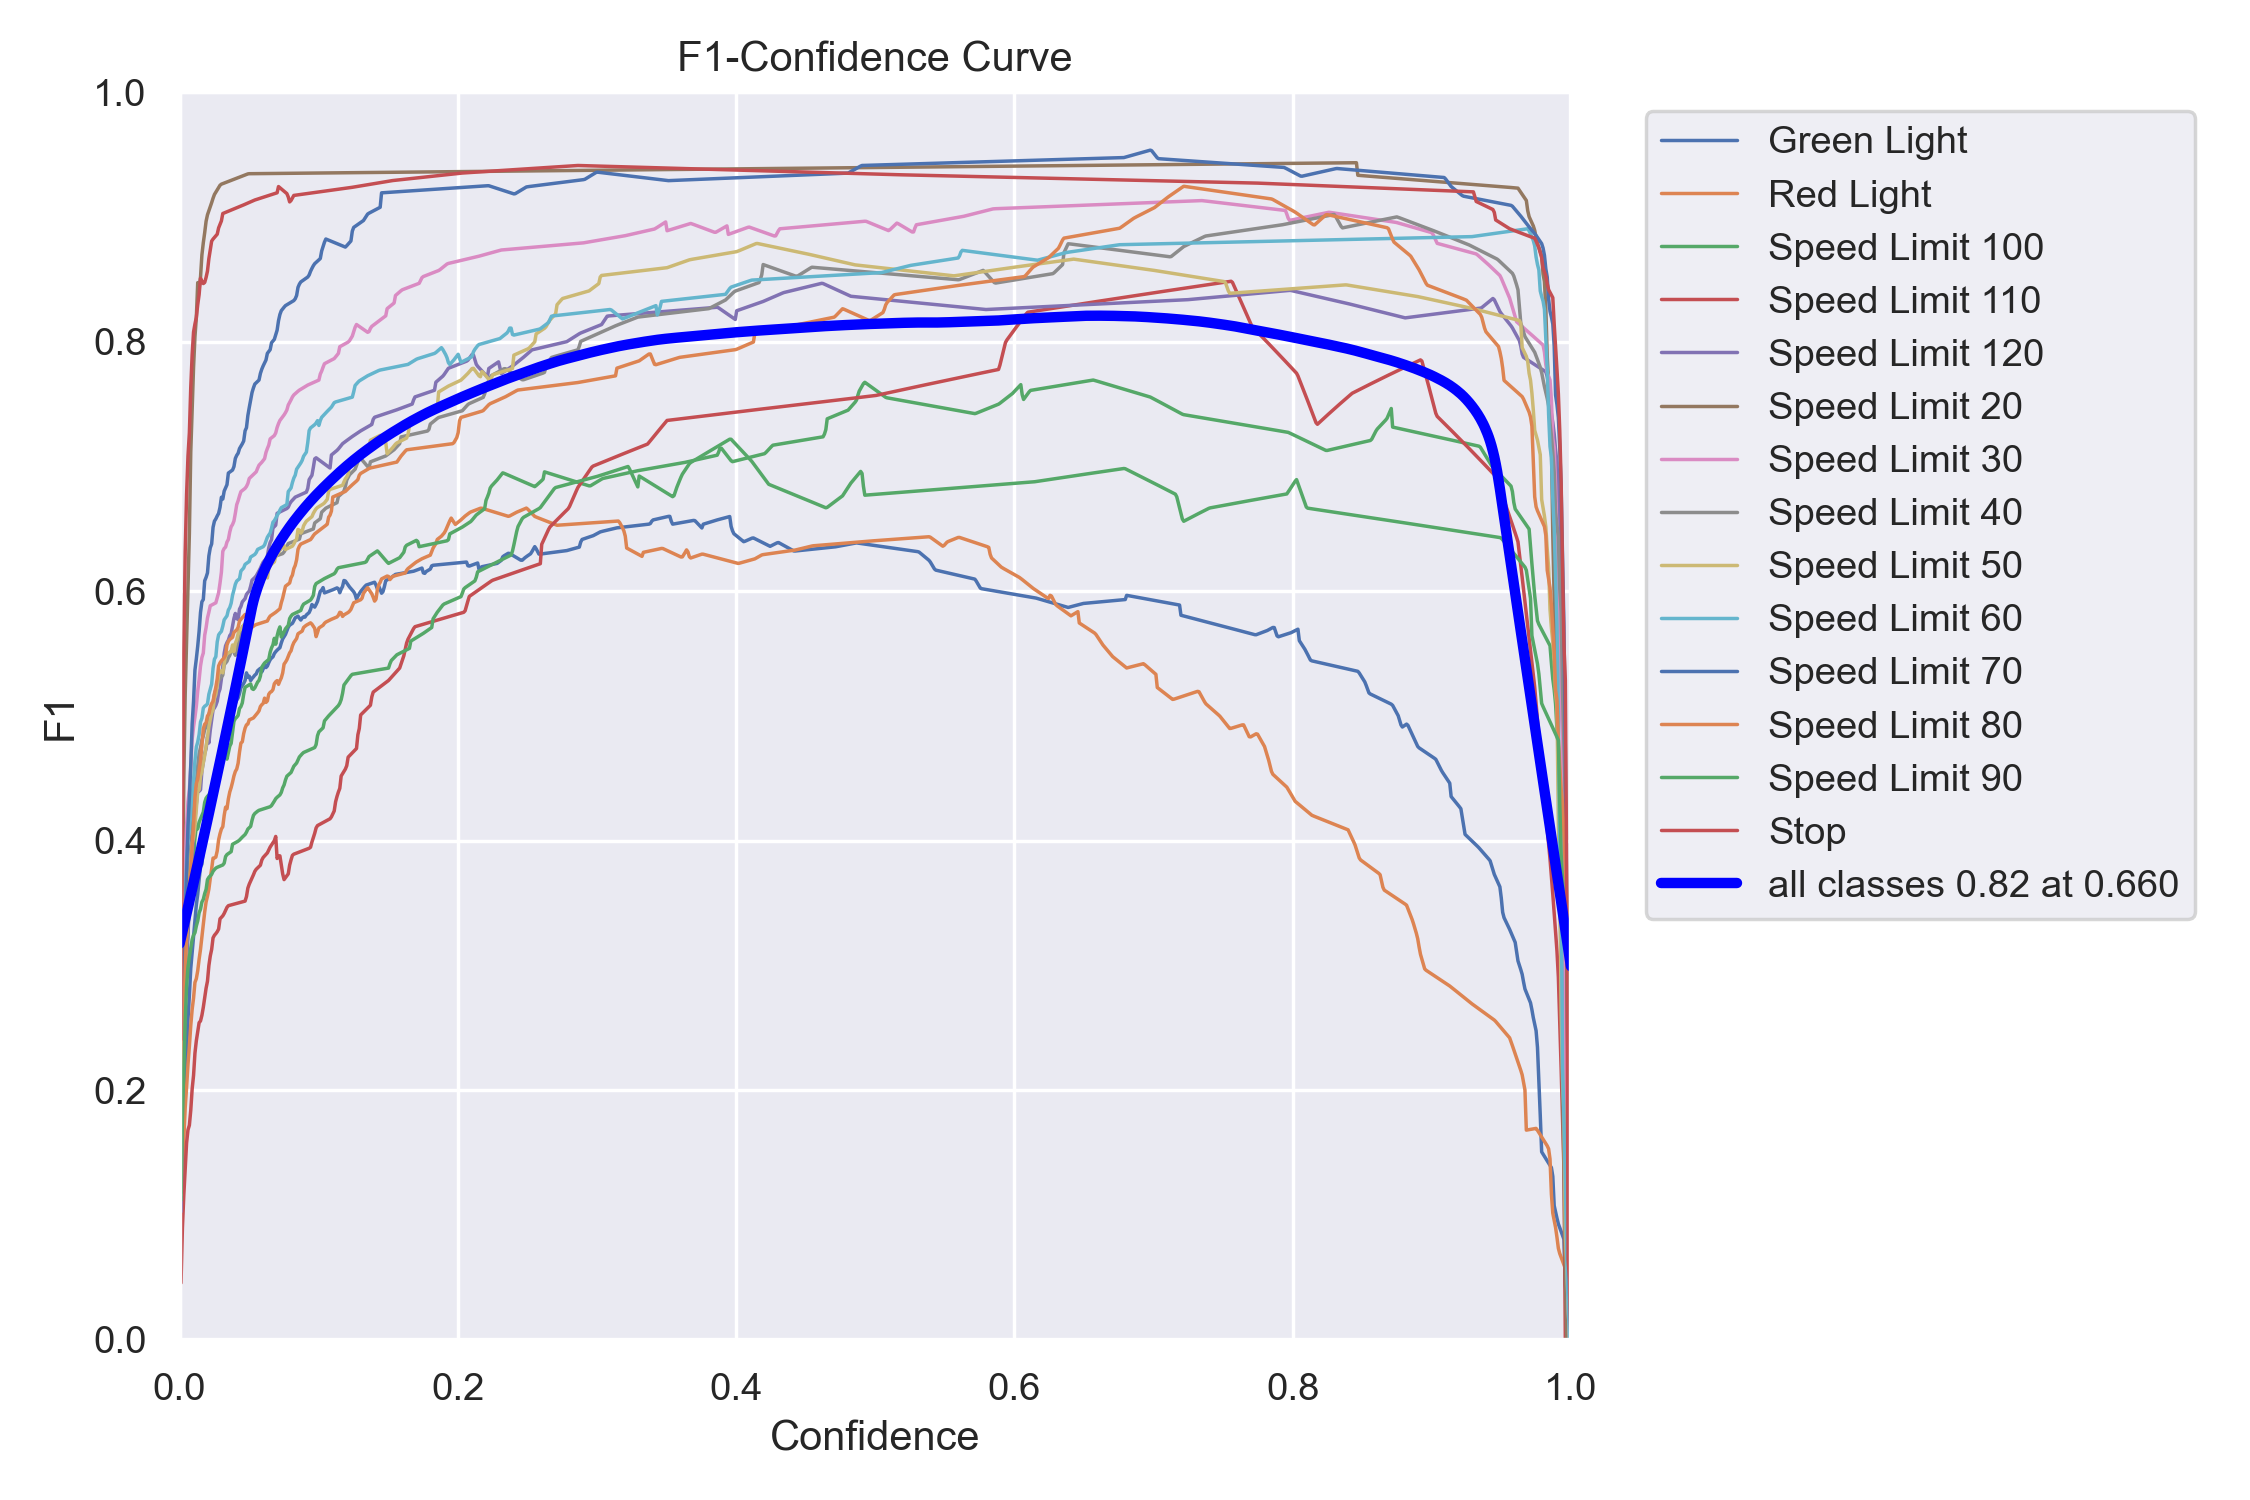 F1-Confidence Curve
1.0
0.8
0.6
0.4
0.2
0.0
F1
0.0 0.2 0.4 0.6 0.8 1.0
Confidence
Green Light
Red Light
Speed Limit 100
Speed Limit 110
Speed Limit 120
Speed Limit 20
Speed Limit 30
Speed Limit 40
Speed Limit 50
Speed Limit 60
Speed Limit 70
Speed Limit 80
Speed Limit 90
Stop
all classes 0.82 at 0.660